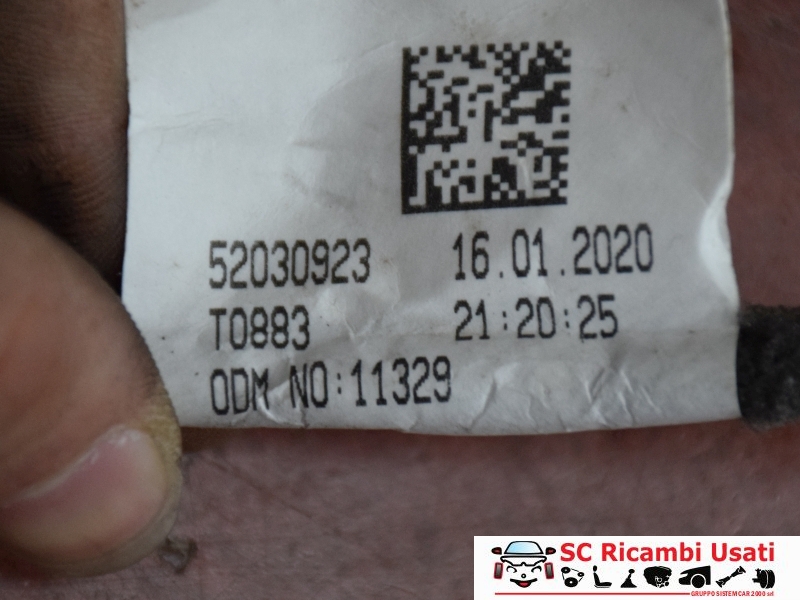 52030923 16.01.2020
T0883 21:20:25
ODM NO:11329
SC Ricambi Usati
GRUPPO SISTEMCAR 2000 srl